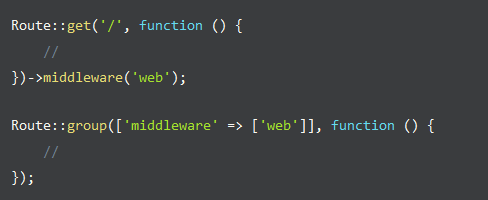 Route::get('/', function () {
    //
})->middleware('web');
Route::group(['middleware' => ['web']], function () {
    //
});